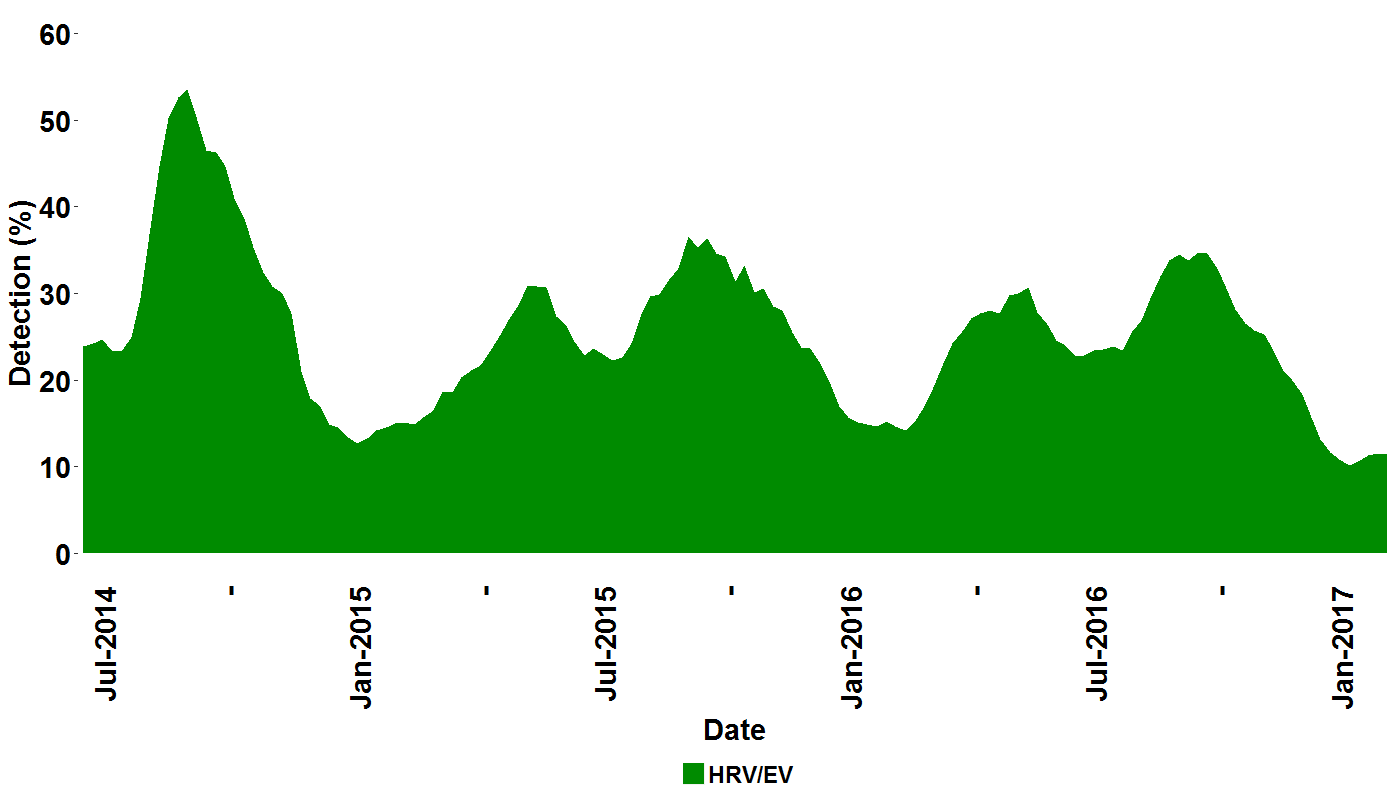 60
50
40
30
20
10
0
Detection (%)
Jul-2014
-
Jan-2015
-
Jul-2015
-
Jan-2016
-
Jul-2016
-
Jan-2017
Date
HRV/EV